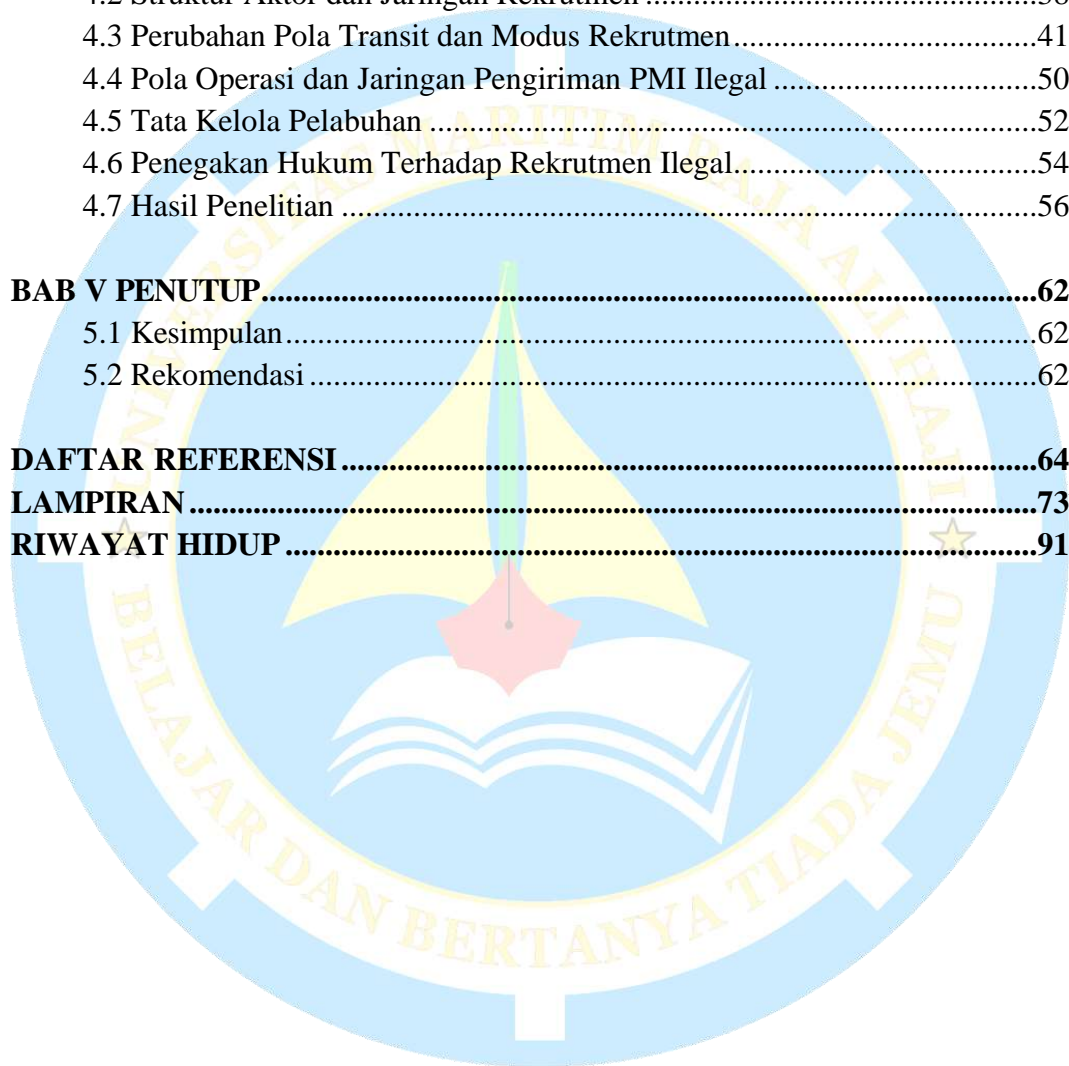 4.2 Struktur Aktor dan Jaringan Rekrutmen ............................................................38
4.3 Perubahan Pola Transit dan Modus Rekrutmen ..............................................41
4.4 Pola Operasi dan Jaringan Pengiriman PMI Ilegal ........................................50
4.5 Tata Kelola Pelabuhan ....................................................................................52
4.6 Penegakan Hukum Terhadap Rekrutmen Ilegal..............................................54
4.7 Hasil Penelitian ...............................................................................................56
BAB V PENUTUP.................................................................................................62
5.1 Kesimpulan......................................................................................................62
5.2 Rekomendasi ...................................................................................................62
DAFTAR REFERENSI .........................................................................................64
LAMPIRAN ..........................................................................................................73
RIWAYAT HIDUP ...............................................................................................91
UNIVERSITAS MARITIM RAJA ALI HAJI
BELAJAR DAN BERTANYA TIADA JEMU